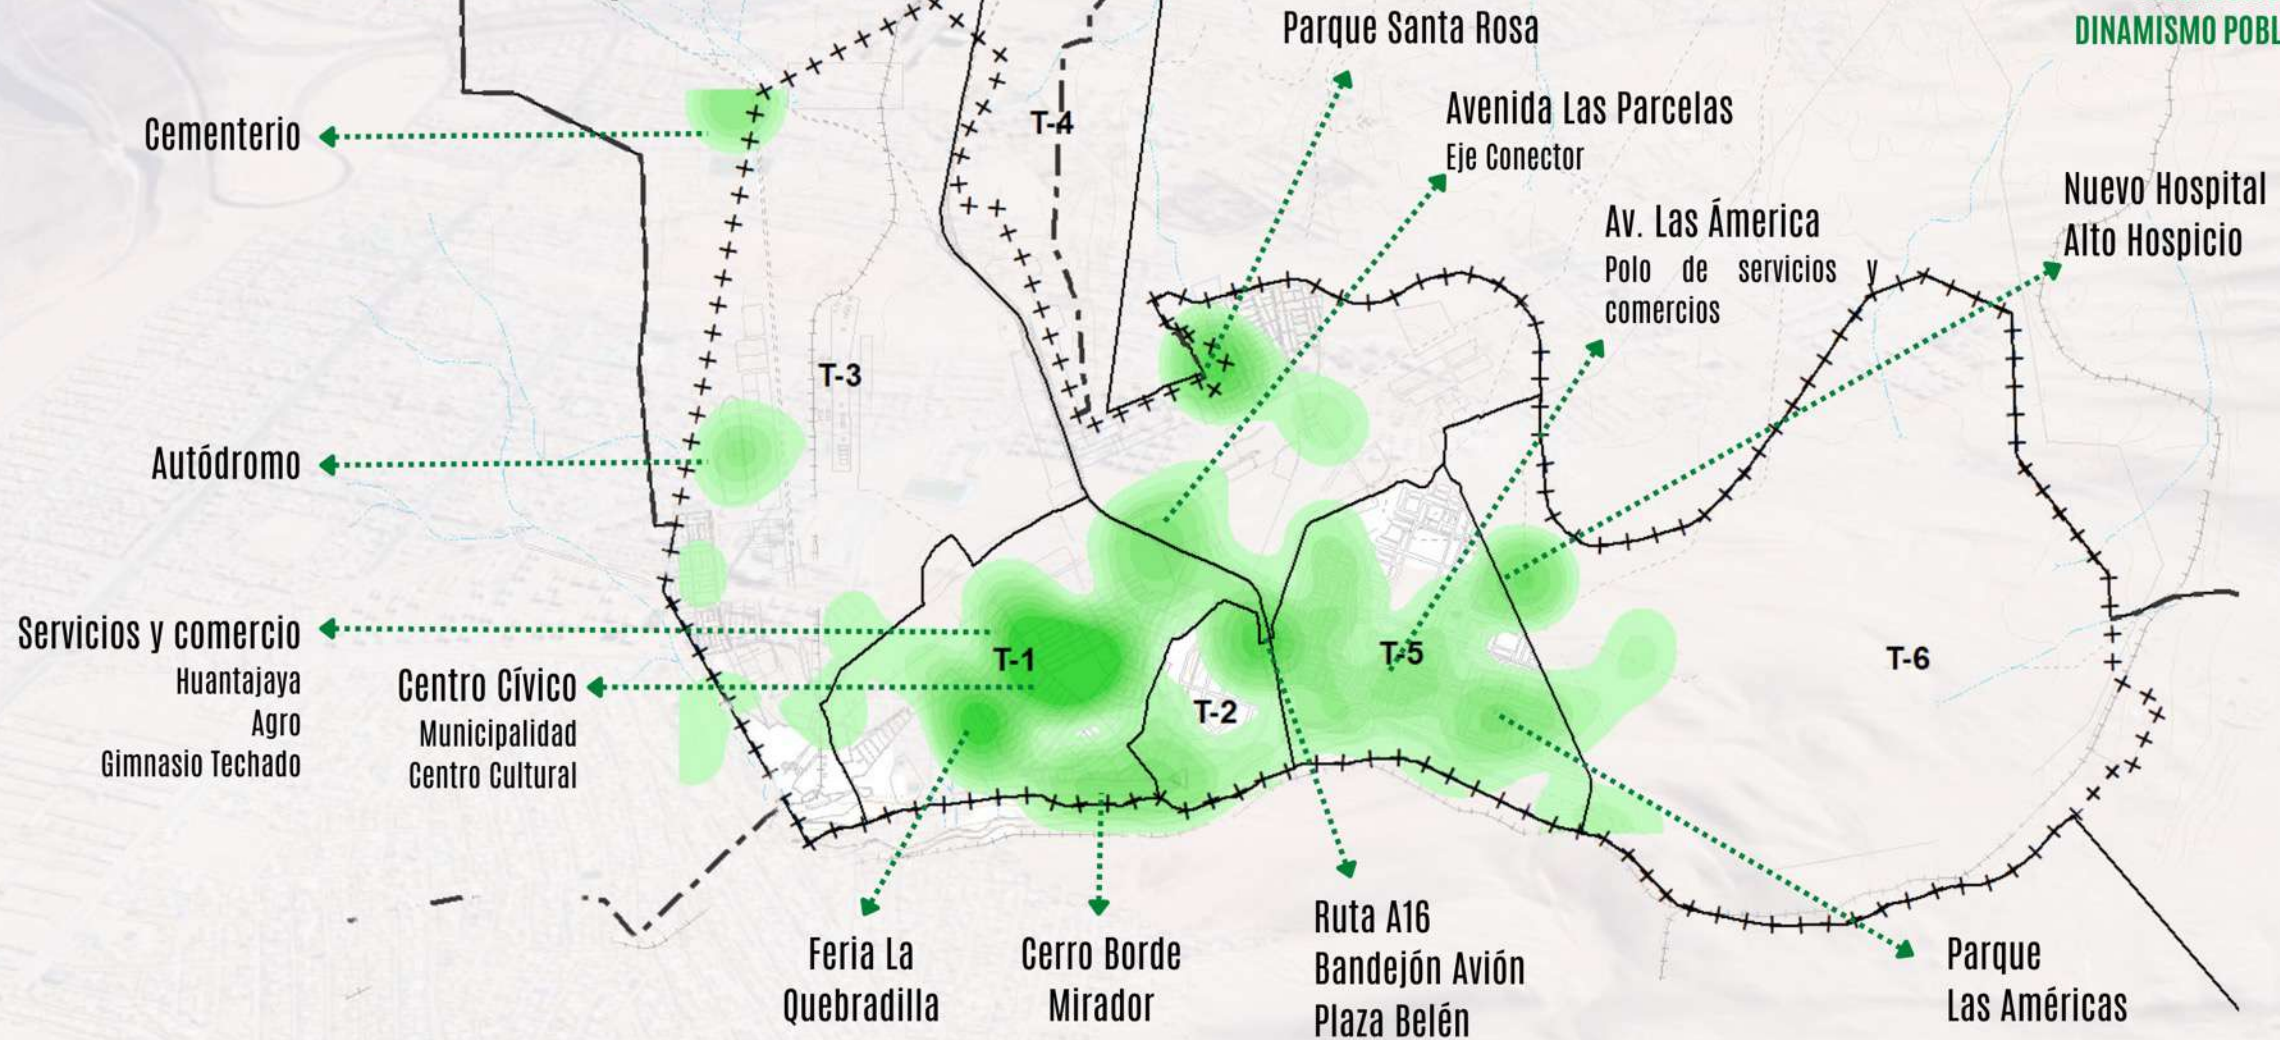 DINAMISMO POBL
Parque Santa Rosa
Avenida Las Parcelas
Eje Conector
Cementerio
T-4
Nuevo Hospital
Alto Hospicio
Av. Las Ámerica
Polo de servicios y
comercios
T-3
Autódromo
Servicios y comercio
Huantajaya
Agro
Gimnasio Techado
Centro Cívico
Municipalidad
Centro Cultural
T-1
T-2
T-5
T-6
Feria La
Quebradilla
Cerro Borde
Mirador
Ruta A16
Bandejón Avión
Plaza Belén
Parque
Las Américas